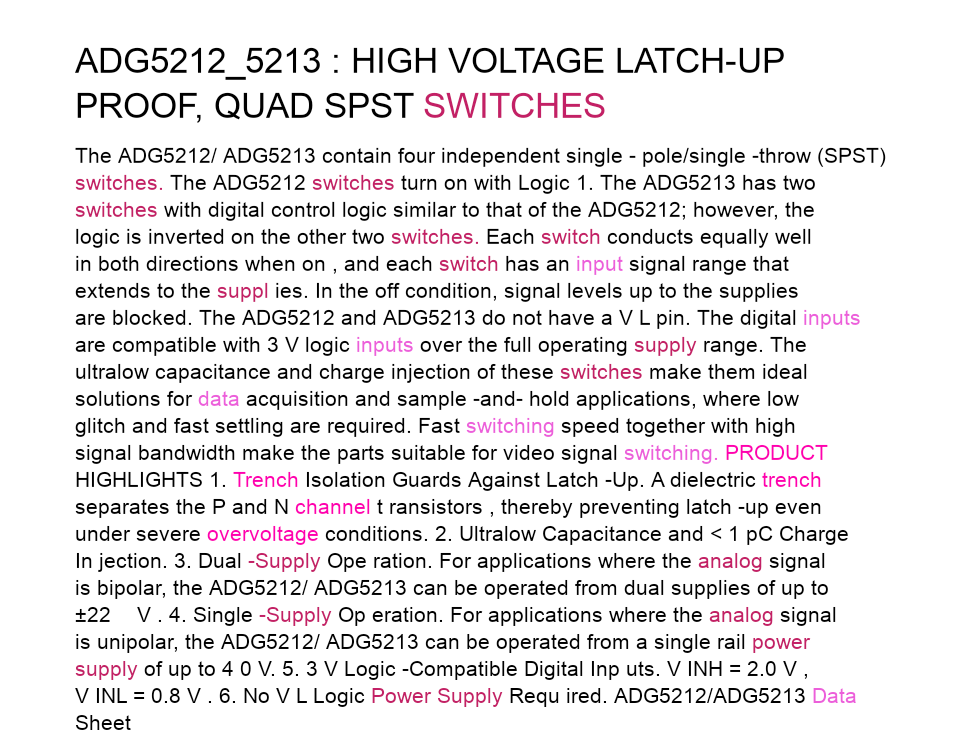 ADG5212_5213 : HIGH VOLTAGE LATCH-UP
PROOF, QUAD SPST SWITCHES
The ADG5212/ ADG5213 contain four independent single - pole/single -throw (SPST)
switches. The ADG5212 switches turn on with Logic 1. The ADG5213 has two
switches with digital control logic similar to that of the ADG5212; however, the
logic is inverted on the other two switches. Each switch conducts equally well
in both directions when on , and each switch has an input signal range that
extends to the suppl ies. In the off condition, signal levels up to the supplies
are blocked. The ADG5212 and ADG5213 do not have a V L pin. The digital inputs
are compatible with 3 V logic inputs over the full operating supply range. The
ultralow capacitance and charge injection of these switches make them ideal
solutions for data acquisition and sample -and- hold applications, where low
glitch and fast settling are required. Fast switching speed together with high
signal bandwidth make the parts suitable for video signal switching. PRODUCT
HIGHLIGHTS 1. Trench Isolation Guards Against Latch -Up. A dielectric trench
separates the P and N channel t ransistors , thereby preventing latch -up even
under severe overvoltage conditions. 2. Ultralow Capacitance and < 1 pC Charge
In jection. 3. Dual -Supply Ope ration. For applications where the analog signal
is bipolar, the ADG5212/ ADG5213 can be operated from dual supplies of up to
±22 V . 4. Single -Supply Op eration. For applications where the analog signal
is unipolar, the ADG5212/ ADG5213 can be operated from a single rail power
supply of up to 4 0 V. 5. 3 V Logic -Compatible Digital Inp uts. V INH = 2.0 V ,
V INL = 0.8 V . 6. No V L Logic Power Supply Requ ired. ADG5212/ADG5213 Data
Sheet